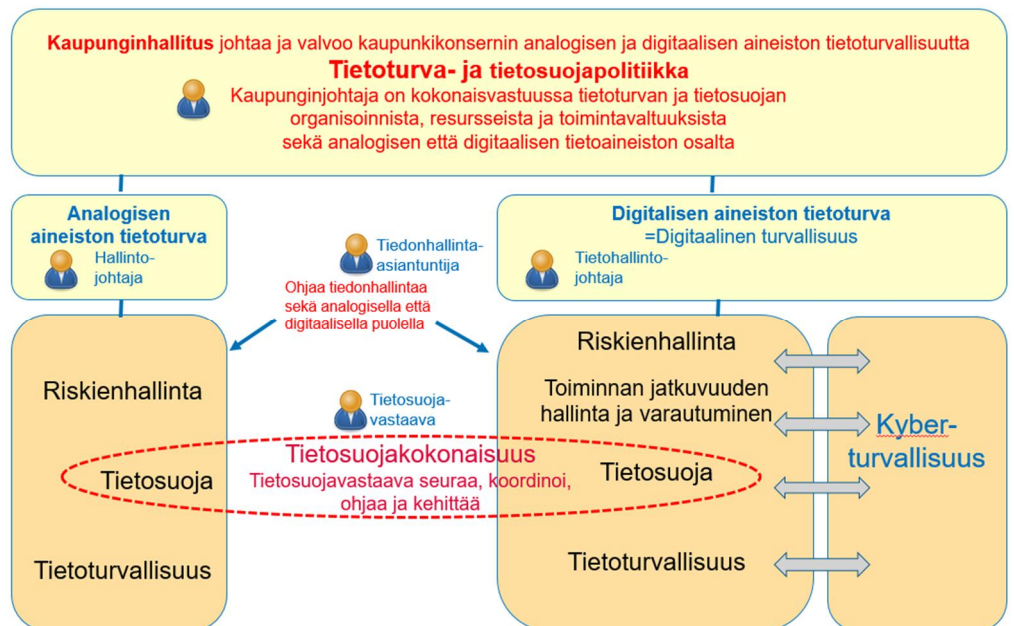 Kaupunginhallitus johtaa ja valvoo kaupunkikonsernin analogisen ja digitaalisen aineiston tietoturvallisuutta
Tietoturva- ja tietosuojapolitiikka
Kaupunginjohtaja on kokonaisvastuussa tietoturvan ja tietosuojan
organisoinnista, resursseista ja toimintavaltuuksista
sekä analogisen että digitaalisen tietoaineiston osalta
Analogisen
aineiston tietoturva
Hallinto-
johtaja
Tiedonhallinta-
asiantuntija
Ohjaa tiedonhallintaa
sekä analogisella että
digitaalisella puolella
Digitalisen aineiston tietoturva
=Digitaalinen turvallisuus
Tietohallinto-
johtaja
Riskienhallinta
Tietosuoja
Tietoturvallisuus
Tietosuoja-
vastaava
Tietosuojakokonaisuus
Tietosuojavastaava seuraa, koordinoi,
ohjaa ja kehittää
Riskienhallinta
Toiminnan jatkuvuuden
hallinta ja varautuminen
Tietosuoja
Tietoturvallisuus
Kyber-
turvallisuus